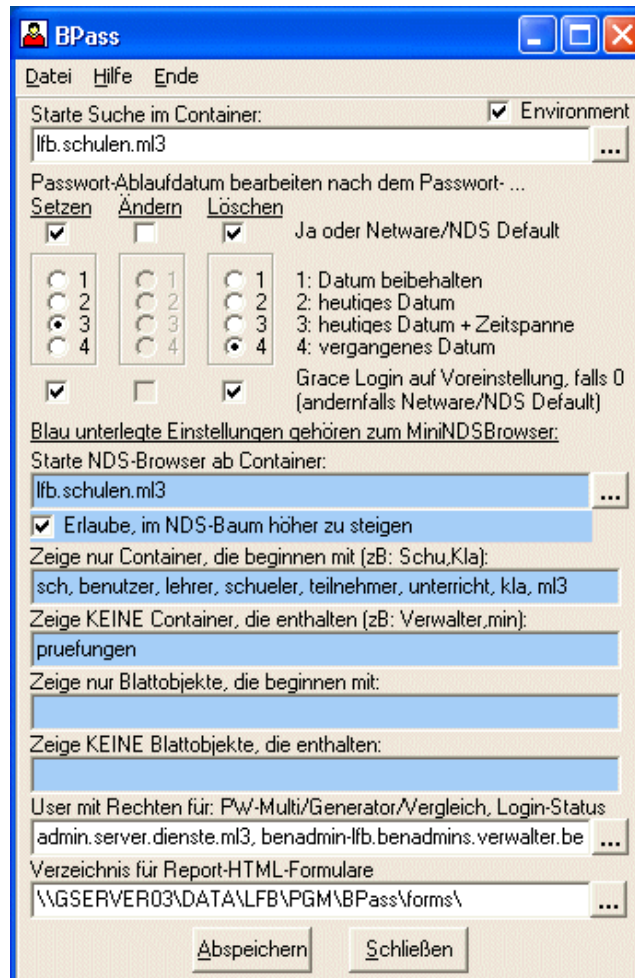 BPass
Datei Hilfe Ende
Starte Suche im Container: Environment
lfb.schulen.ml3 ...
Passwort-Ablaufdatum bearbeiten nach dem Passwort- ...
Setzen Ändern Löschen
Ja oder Netware/NDS Default
1 1 1 1: Datum beibehalten
2 2 2 2: heutiges Datum
3 3 3 3: heutiges Datum + Zeitspanne
4 4 4 4: vergangenes Datum
Grace Login auf Voreinstellung, falls 0
(andernfalls Netware/NDS Default)
Blau unterlegte Einstellungen gehören zum MiniNDSBrowser:
Starte NDS-Browser ab Container:
lfb.schulen.ml3 ...
Erlaube, im NDS-Baum höher zu steigen
Zeige nur Container, die beginnen mit (zB: Schu,Kla):
sch, benutzer, lehrer, schueler, teilnehmer, unterricht, kla, ml3
Zeige KEINE Container, die enthalten (zB: Verwalter,min):
pruefungen
Zeige nur Blattobjekte, die beginnen mit:
Zeige KEINE Blattobjekte, die enthalten:
User mit Rechten für: PW-Multi/Generator/Vergleich, Login-Status
admin.server.dienste.ml3, benadmin-lfb.benadmins.verwalter.be ...
Verzeichnis für Report-HTML-Formulare
\\GSERVER03\DATA\LFB\PGM\BPass\forms\ ...
Abspeichern Schließen